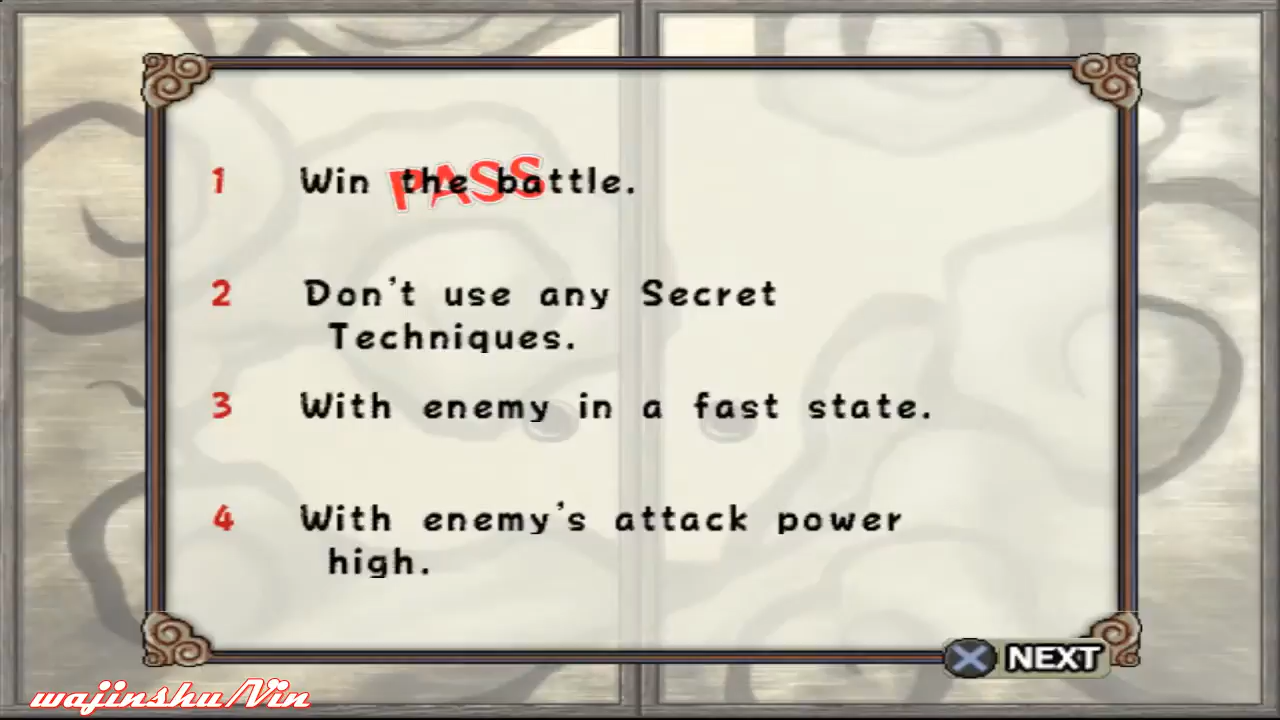 1 Win the battle.
PASS
2 Don't use any Secret
Techniques.
3 With enemy in a fast state.
4 With enemy's attack power
high.
NEXT
wajinshu/Vin